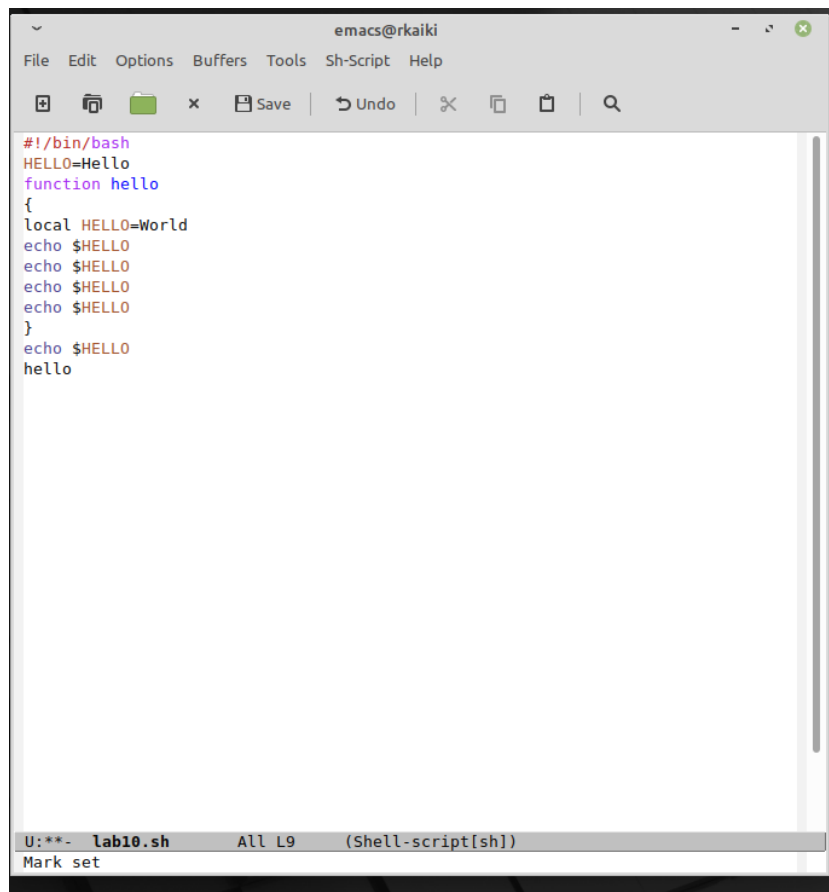 emacs@rkaiki
File Edit Options Buffers Tools Sh-Script Help
Save Undo
#!/bin/bash
HELLO=Hello
function hello
{
local HELLO=World
echo $HELLO
echo $HELLO
echo $HELLO
echo $HELLO
}
echo $HELLO
hello
U:**- lab10.sh All L9 (Shell-script[sh])
Mark set